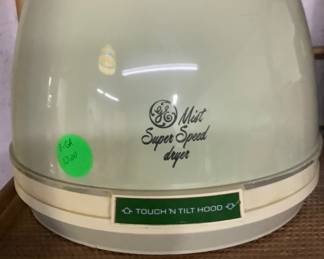 GE Mist
Super Speed
dryer
TOUCH 'N TILT HOOD